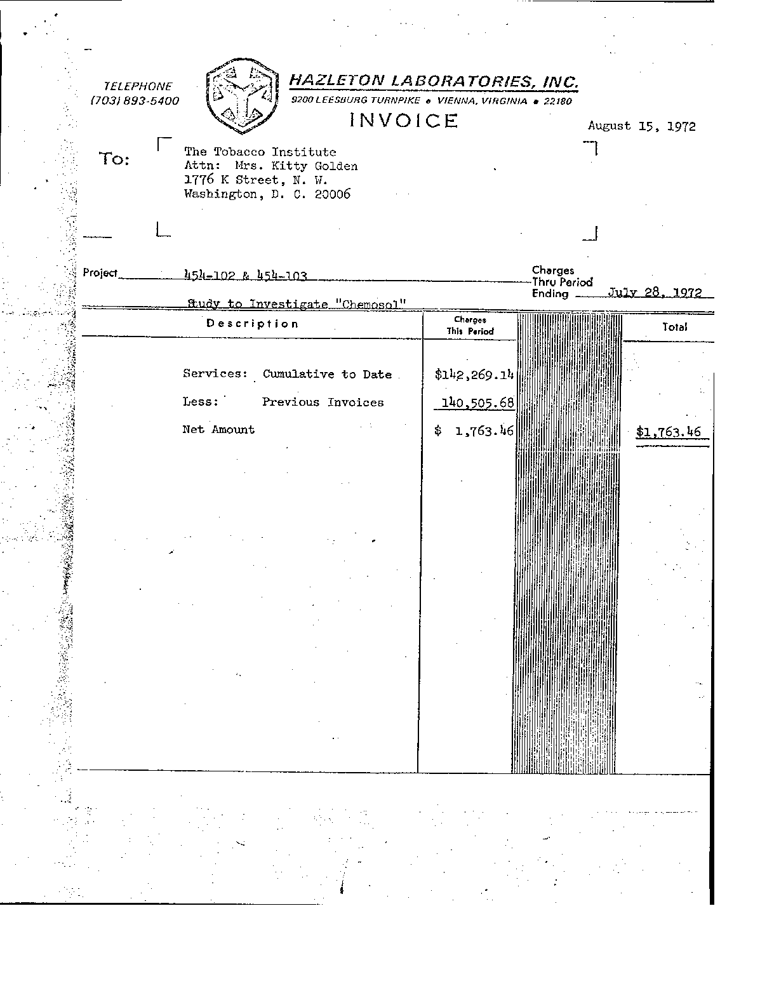 HAZLETON LABORATORIES, INC.
TELEPHONE
(703) 893-5400
9200 LEESBURG TURNPIKE • VIENNA, VIRGINIA • 22180
INVOICE
August 15, 1972
To:
The Tobacco Institute
Attn: Mrs. Kitty Golden
1776 K Street, N. W.
Washington, D. C. 20006
Project 454-102 & 454-103
Charges
Thru Period
Ending July 28, 1972
Study to Investigate "Chemosol"
Description Charges This Period Total
Services: Cumulative to Date $142,269.14
Less: Previous Invoices 140,505.68
Net Amount $ 1,763.46 $1,763.46